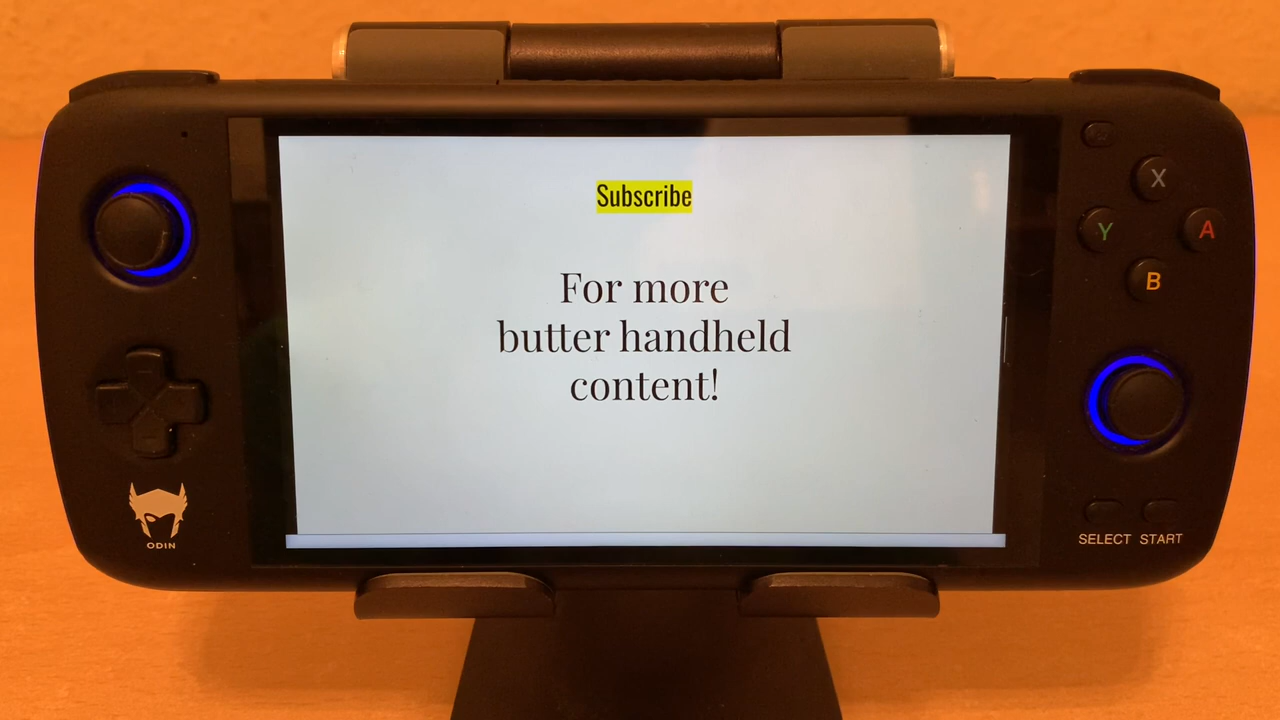 Subscribe
For more
butter handheld
content!
X
Y
A
B
ODIN
SELECT START